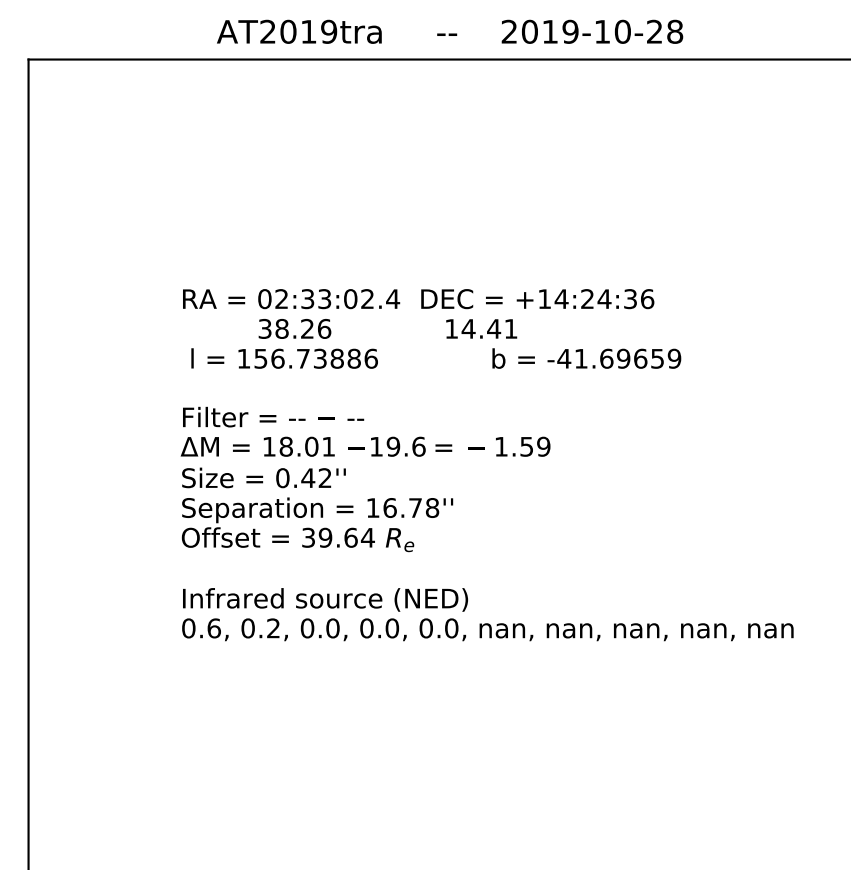 AT2019tra -- 2019-10-28
RA = 02:33:02.4 DEC = +14:24:36
38.26 14.41
l = 156.73886 b = -41.69659
Filter = -- − --
ΔM = 18.01 −19.6 = − 1.59
Size = 0.42''
Separation = 16.78''
Offset = 39.64 Rₑ
Infrared source (NED)
0.6, 0.2, 0.0, 0.0, 0.0, nan, nan, nan, nan, nan